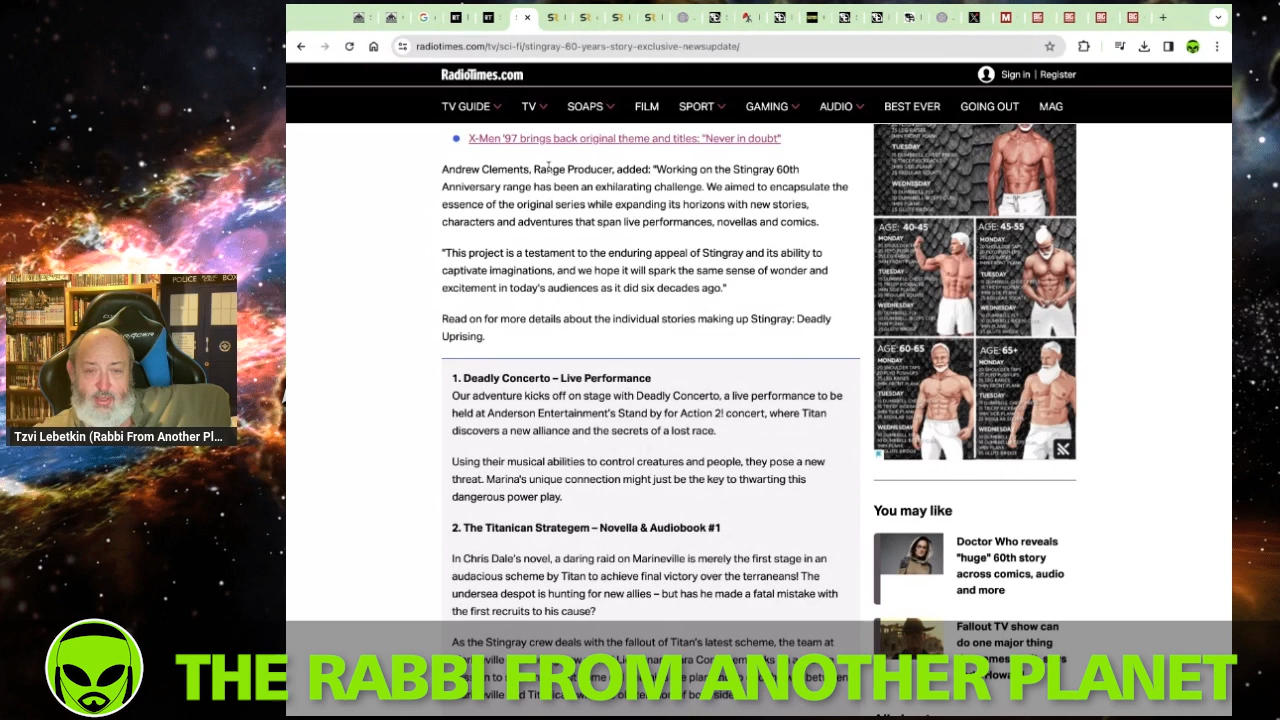 radiotimes.com/tv/sci-fi/stingray-60-years-story-exclusive-newsupdate/
RadioTimes.com
Sign in | Register
TV GUIDE
TV
SOAPS
FILM
SPORT
GAMING
AUDIO
BEST EVER
GOING OUT
MAG
X-Men '97 brings back original theme and titles: "Never in doubt"
Andrew Clements, Range Producer, added: "Working on the Stingray 60th
Anniversary range has been an exhilarating challenge. We aimed to encapsulate the
essence of the original series while expanding its horizons with new stories,
characters and adventures that span live performances, novellas and comics.
"This project is a testament to the enduring appeal of Stingray and its ability to
captivate imaginations, and we hope it will spark the same sense of wonder and
excitement in today's audiences as it did six decades ago."
Read on for more details about the individual stories making up Stingray: Deadly
Uprising.
1. Deadly Concerto – Live Performance
Our adventure kicks off on stage with Deadly Concerto, a live performance to be
held at Anderson Entertainment's Stand by for Action 2! concert, where Titan
discovers a new alliance and the secrets of a lost race.
Using their musical abilities to control creatures and people, they pose a new
threat. Marina's unique connection might just be the key to thwarting this
dangerous power play.
2. The Titanican Strategem – Novella & Audiobook #1
In Chris Dale's novel, a daring raid on Marineville is merely the first stage in an
audacious scheme by Titan to achieve final victory over the terraneans! The
undersea despot is hunting for new allies – but has he made a fatal mistake with
the first recruits to his cause?
As the Stingray crew deals with the fallout of Titan's latest scheme, the team at
TUESDAY
WEDNESDAY
AGE: 40-45
MONDAY
TUESDAY
WEDNESDAY
AGE: 45-55
MONDAY
TUESDAY
WEDNESDAY
AGE: 60-65
MONDAY
TUESDAY
WEDNESDAY
AGE: 65+
MONDAY
TUESDAY
WEDNESDAY
You may like
Doctor Who reveals
"huge" 60th story
across comics, audio
and more
Fallout TV show can
do one major thing
POLICE BOX
Tzvi Lebetkin (Rabbi From Another Pl...
THE RABBI FROM ANOTHER PLANET